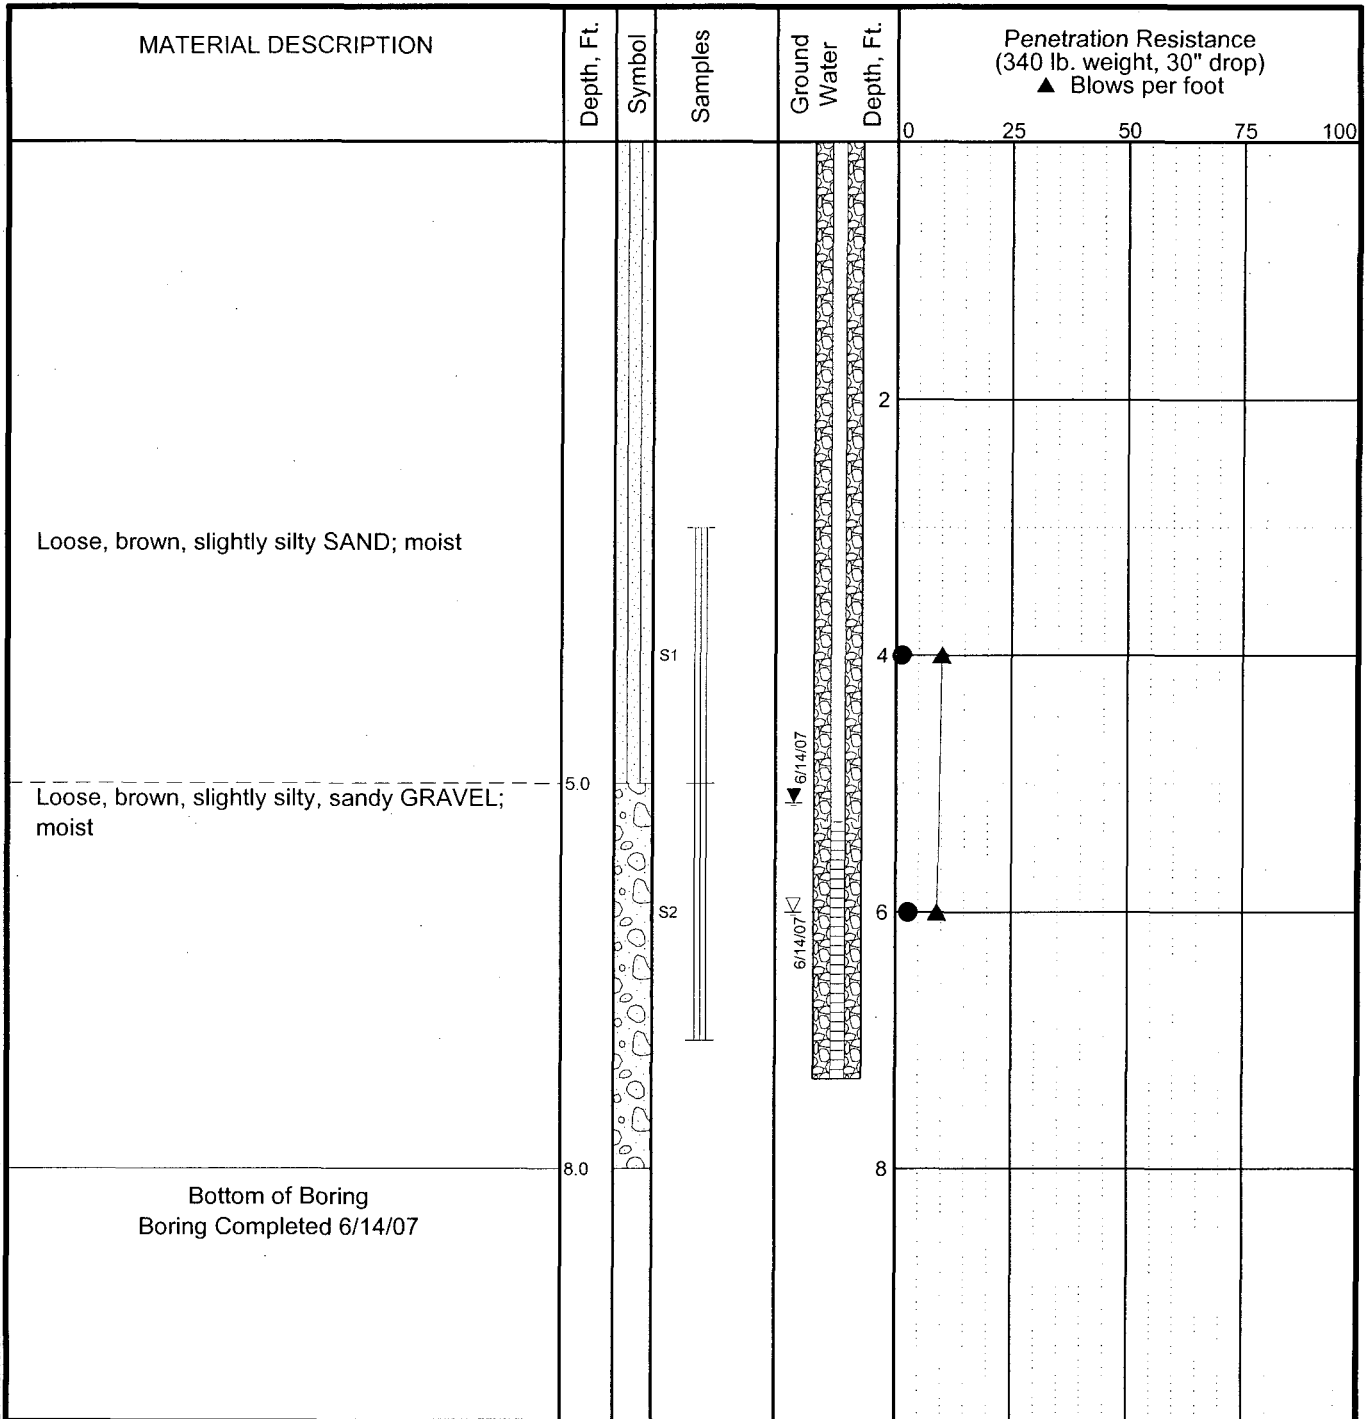 MATERIAL DESCRIPTION
Depth, Ft.
Symbol
Samples
Ground
Water
Depth, Ft.
Penetration Resistance
(340 lb. weight, 30" drop)
▲ Blows per foot
0 25 50 75 100
2
Loose, brown, slightly silty SAND; moist
S1
4
6/14/07
5.0
Loose, brown, slightly silty, sandy GRAVEL;
moist
S2
6/14/07
6
8.0
8
Bottom of Boring
Boring Completed 6/14/07